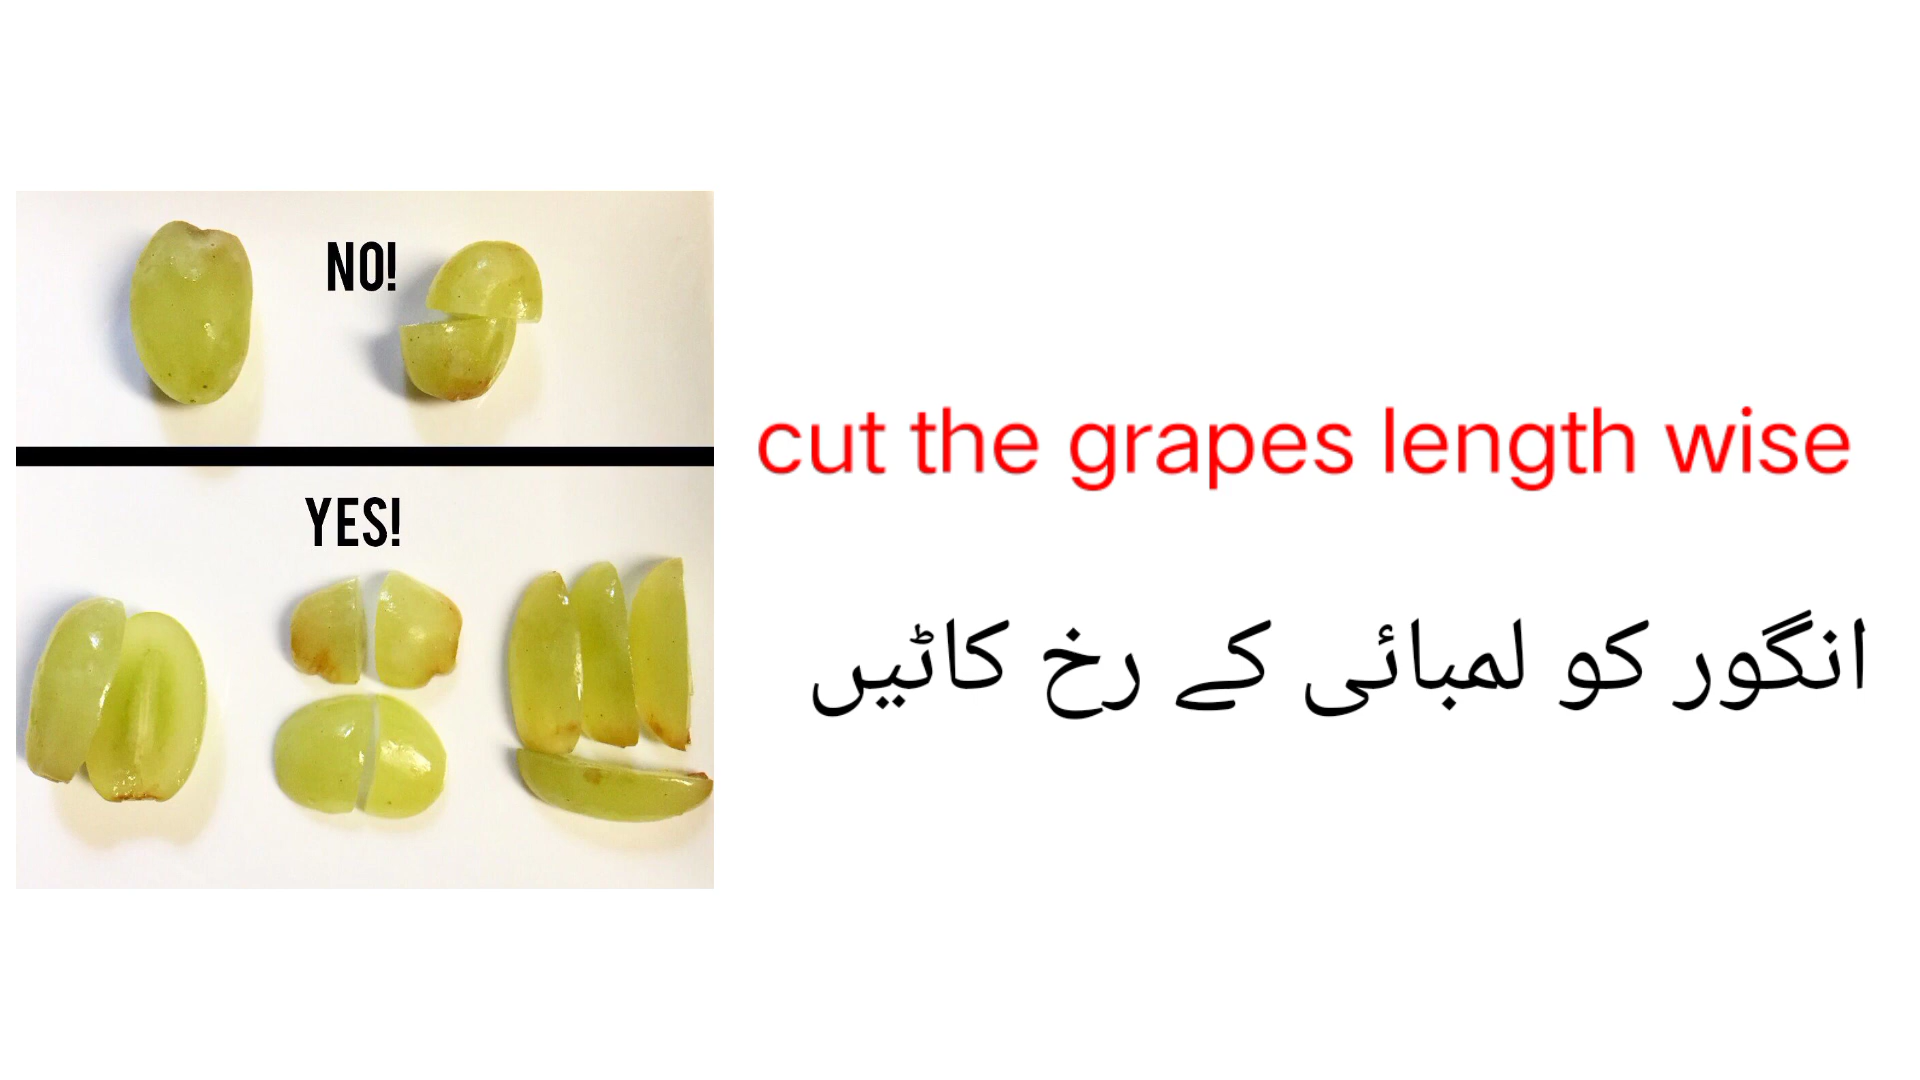 NO!
YES!
cut the grapes length wise
انگور کو لمبائی کے رخ کاٹیں